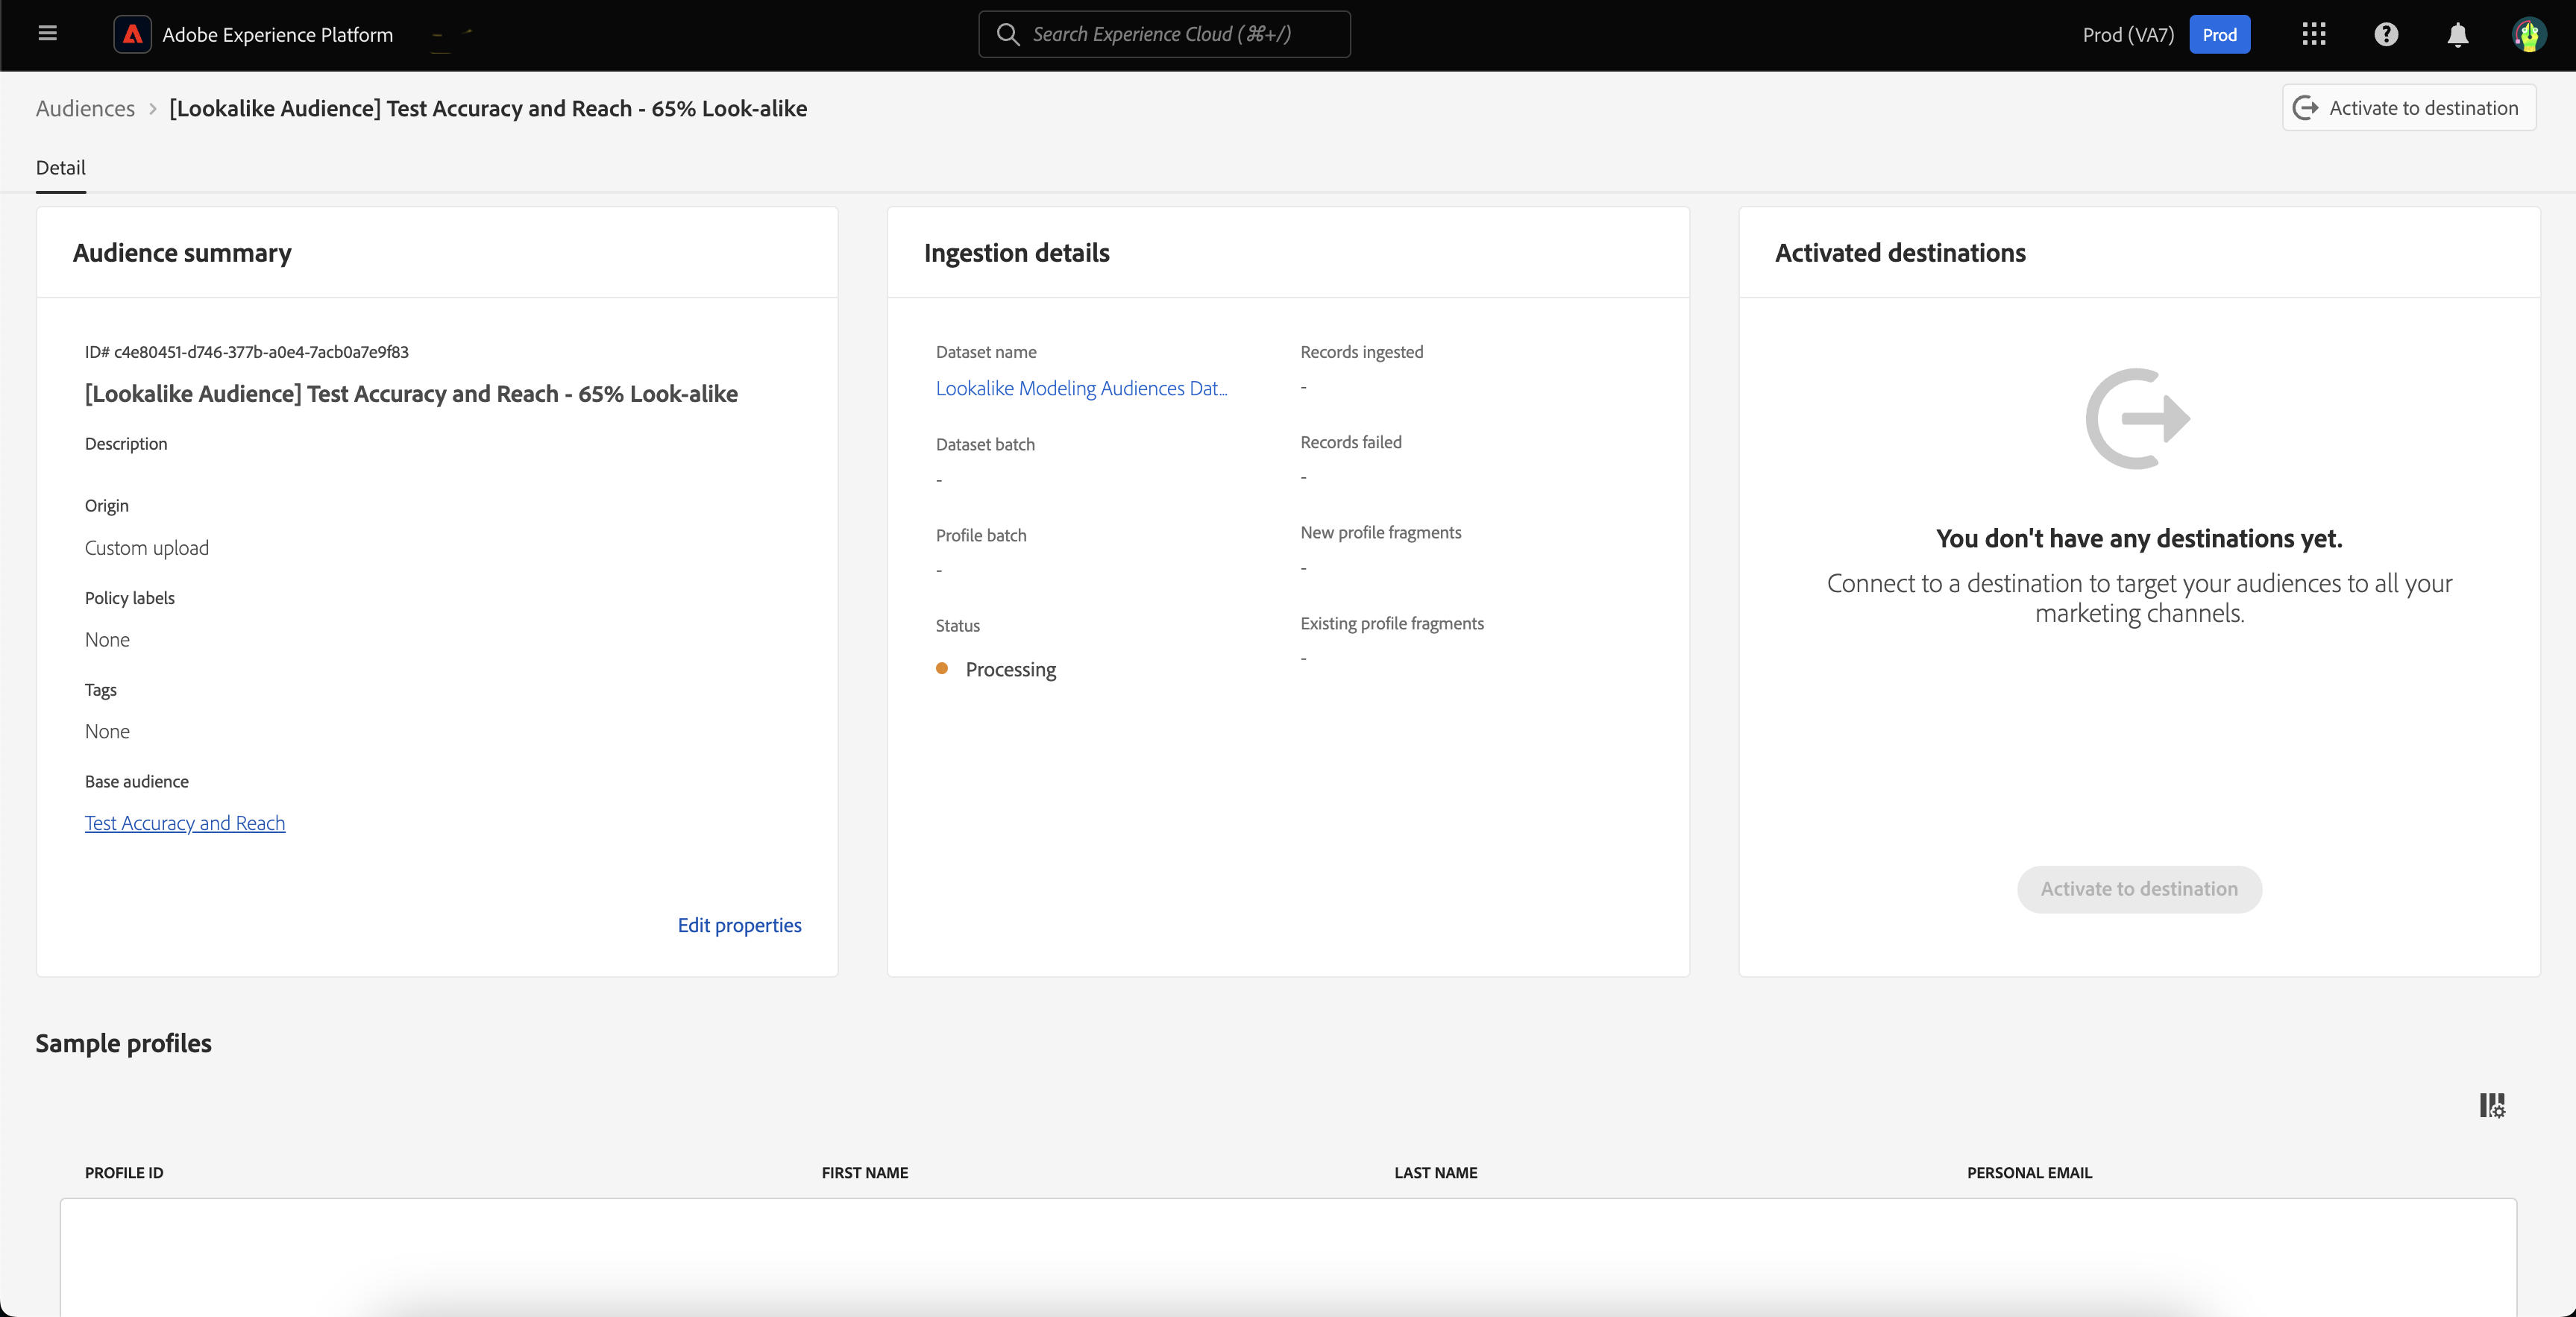 Adobe Experience Platform
Search Experience Cloud (⌘+/)
Prod (VA7)
Prod
Audiences > [Lookalike Audience] Test Accuracy and Reach - 65% Look-alike
Activate to destination
Detail
Audience summary
ID# c4e80451-d746-377b-a0e4-7acb0a7e9f83
[Lookalike Audience] Test Accuracy and Reach - 65% Look-alike
Description
Origin
Custom upload
Policy labels
None
Tags
None
Base audience
Test Accuracy and Reach
Edit properties
Ingestion details
Dataset name
Lookalike Modeling Audiences Dat...
Dataset batch
-
Profile batch
-
Status
Processing
Records ingested
-
Records failed
-
New profile fragments
-
Existing profile fragments
-
Activated destinations
You don't have any destinations yet.
Connect to a destination to target your audiences to all your
marketing channels.
Activate to destination
Sample profiles
PROFILE ID
FIRST NAME
LAST NAME
PERSONAL EMAIL